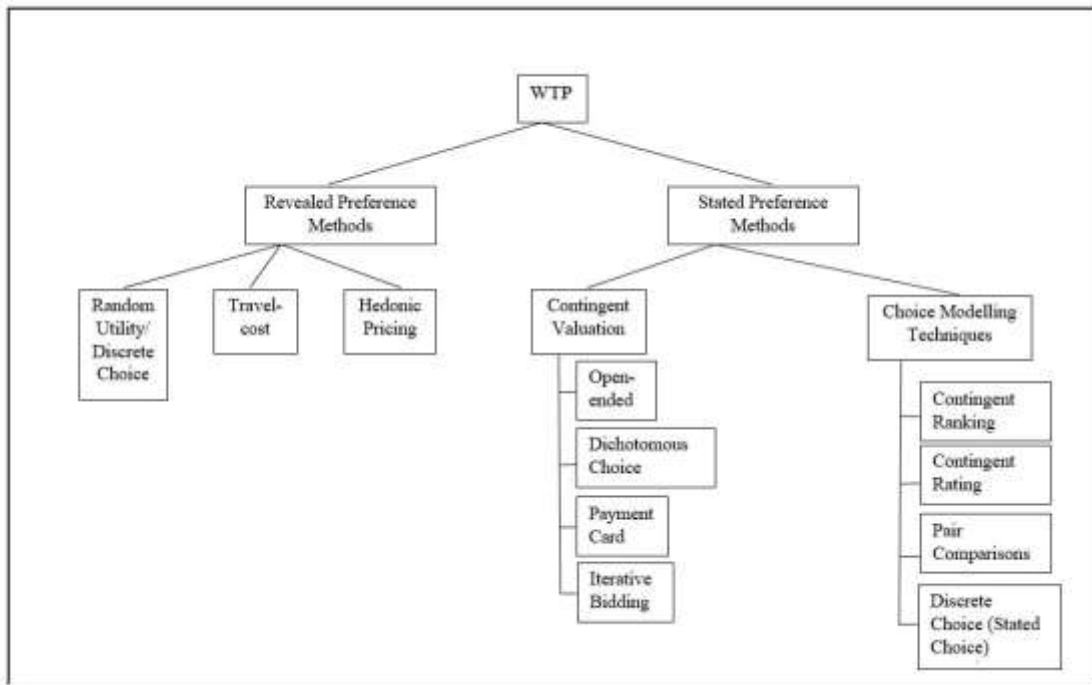 WTP
Revealed Preference
Methods
Stated Preference
Methods
Random
Utility/
Discrete
Choice
Travel-
cost
Hedonic
Pricing
Contingent
Valuation
Choice Modelling
Techniques
Open-
ended
Dichotomous
Choice
Payment
Card
Iterative
Bidding
Contingent
Ranking
Contingent
Rating
Pair
Comparisons
Discrete
Choice (Stated
Choice)